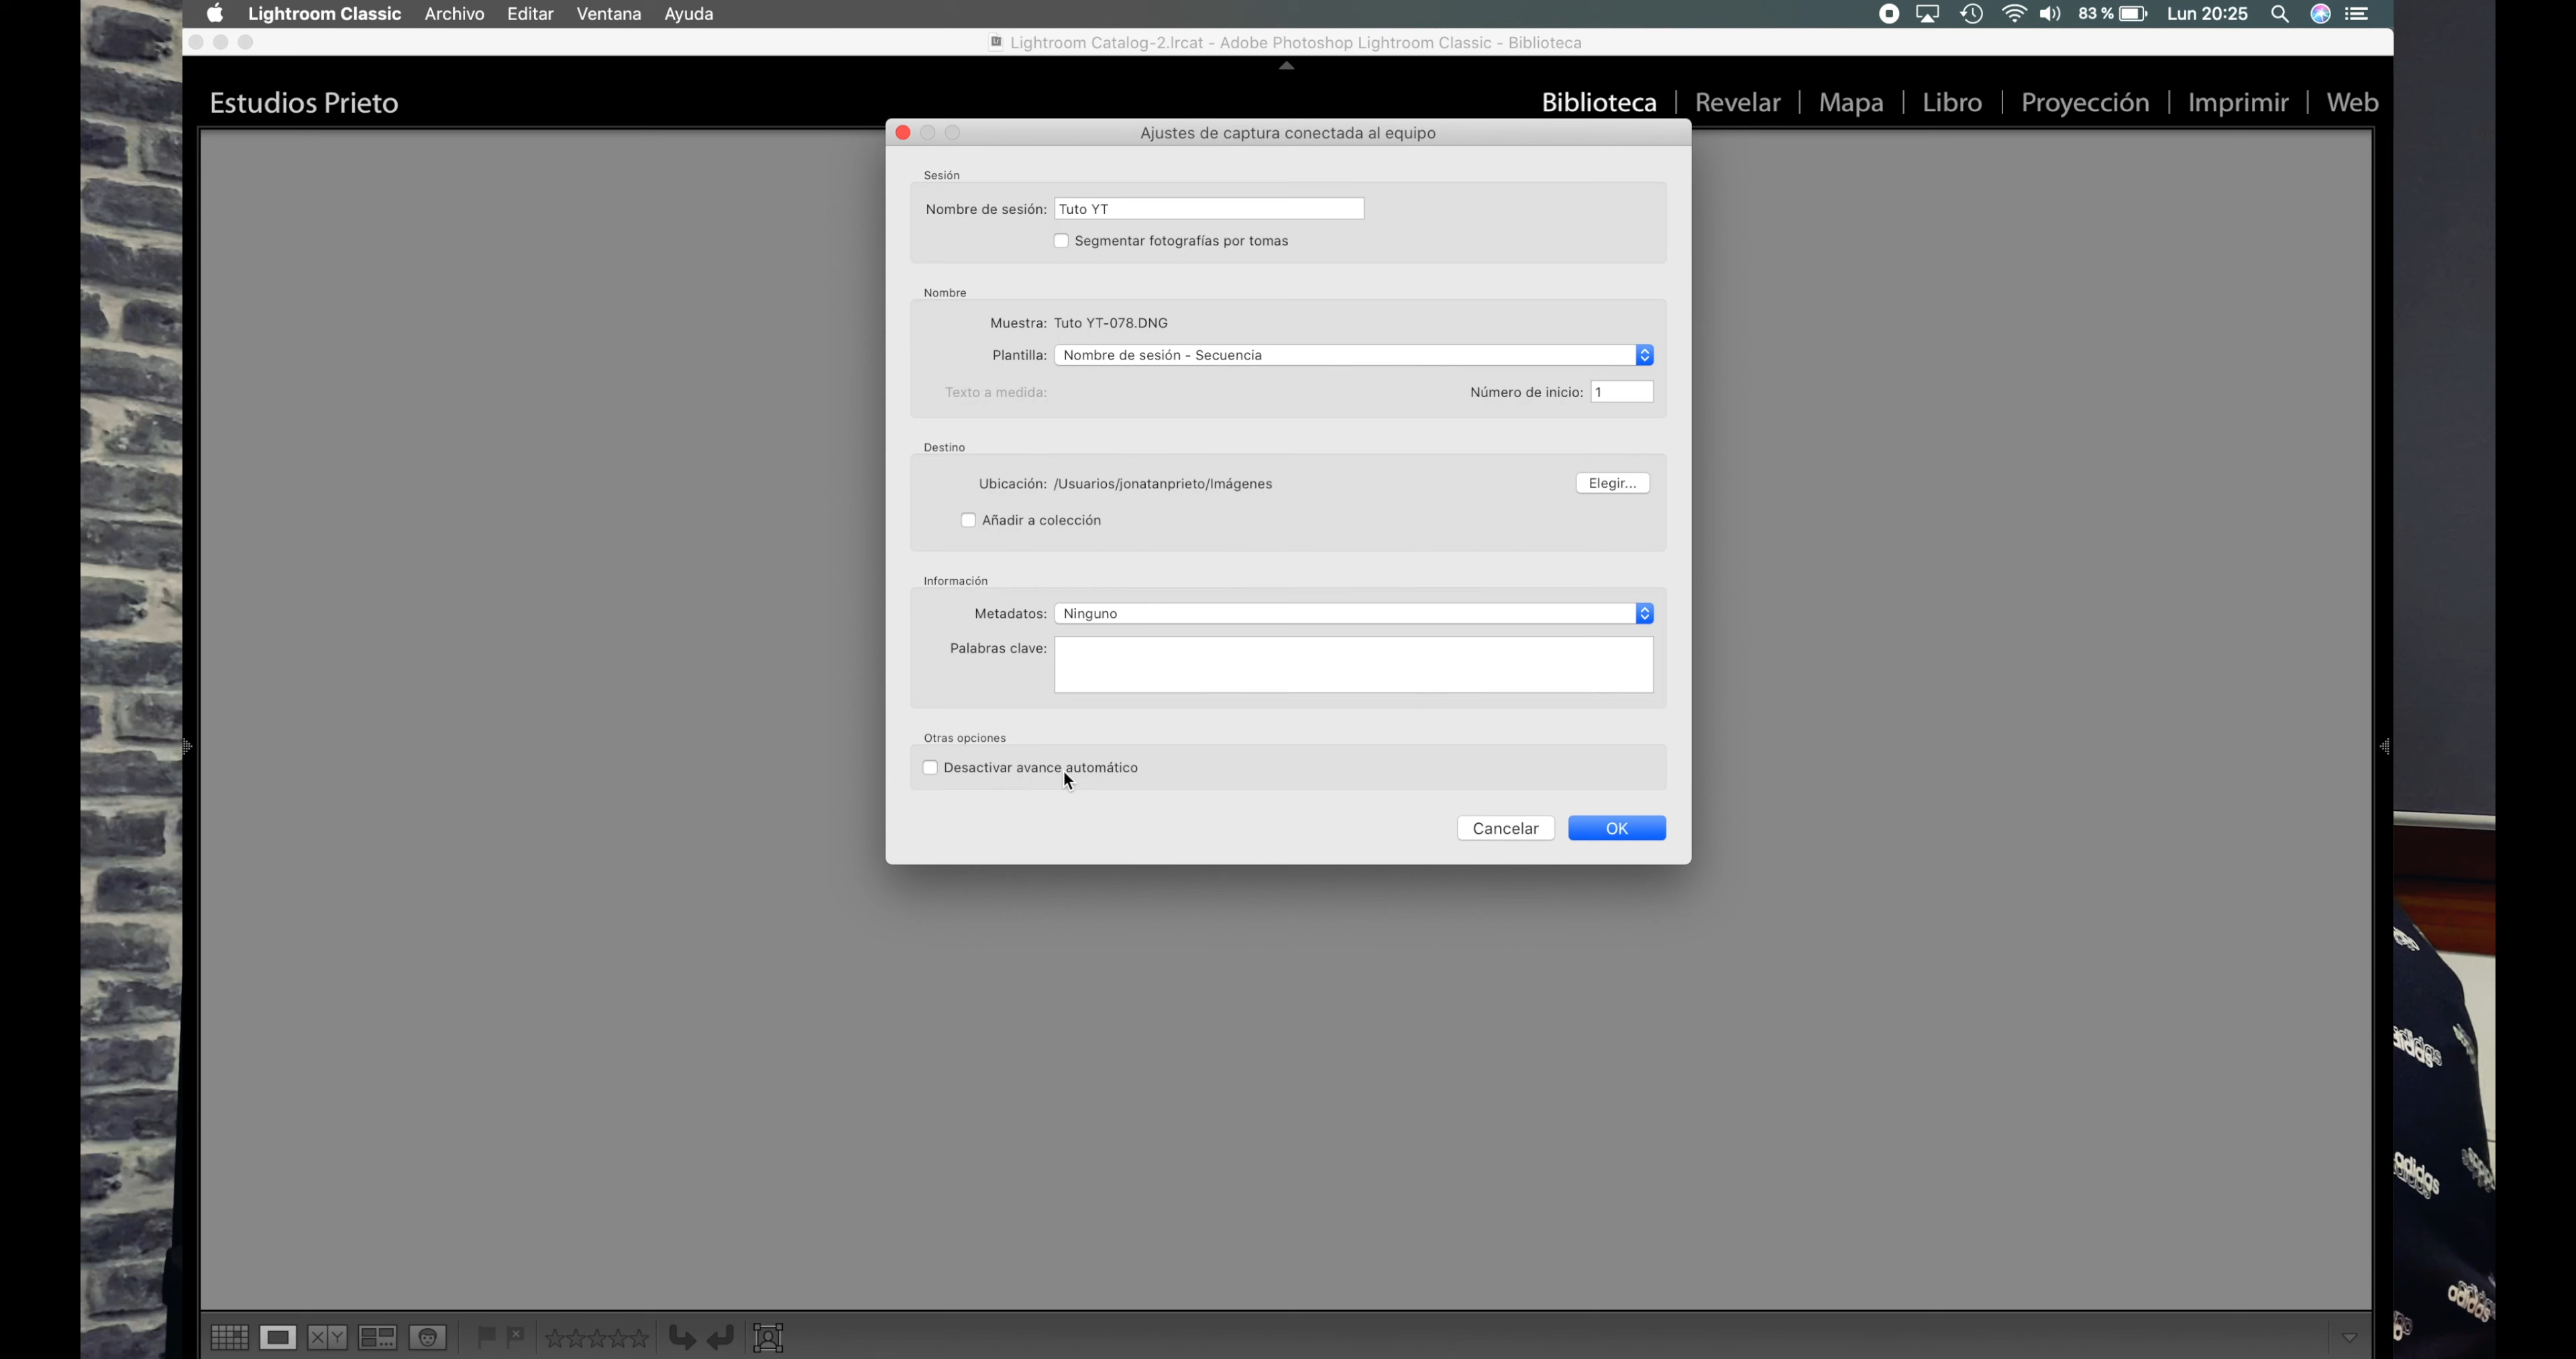 Lightroom Classic Archivo Editar Ventana Ayuda 83 % Lun 20:25
Lightroom Catalog-2.lrcat - Adobe Photoshop Lightroom Classic - Biblioteca
Estudios Prieto Biblioteca | Revelar | Mapa | Libro | Proyección | Imprimir | Web
Ajustes de captura conectada al equipo
Sesión
Nombre de sesión: Tuto YT
Segmentar fotografías por tomas
Nombre
Muestra: Tuto YT-078.DNG
Plantilla: Nombre de sesión - Secuencia
Texto a medida: Número de inicio: 1
Destino
Ubicación: /Usuarios/jonatanprieto/Imágenes Elegir...
Añadir a colección
Información
Metadatos: Ninguno
Palabras clave:
Otras opciones
Desactivar avance automático
Cancelar OK
adidas
adidas
adidas
X Y